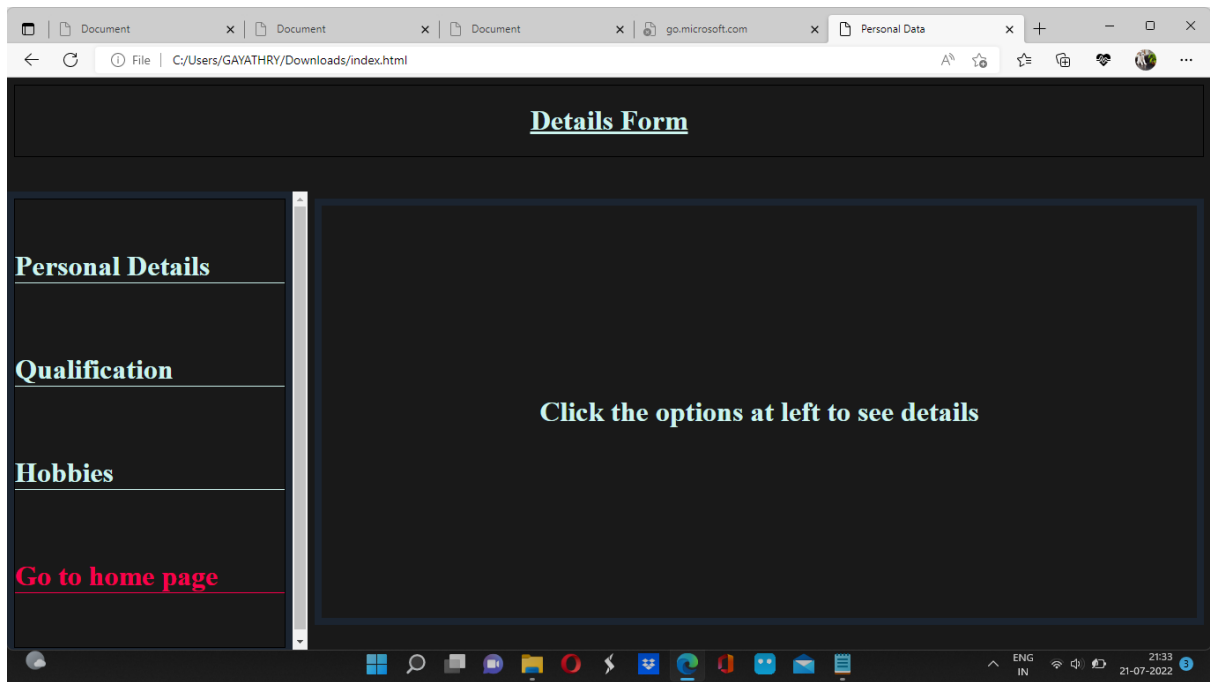 Document
Document
Document
go.microsoft.com
Personal Data
File
C:/Users/GAYATHRY/Downloads/index.html
Details Form
Personal Details
Qualification
Hobbies
Go to home page
Click the options at left to see details
ENG
IN
21:33
21-07-2022
3